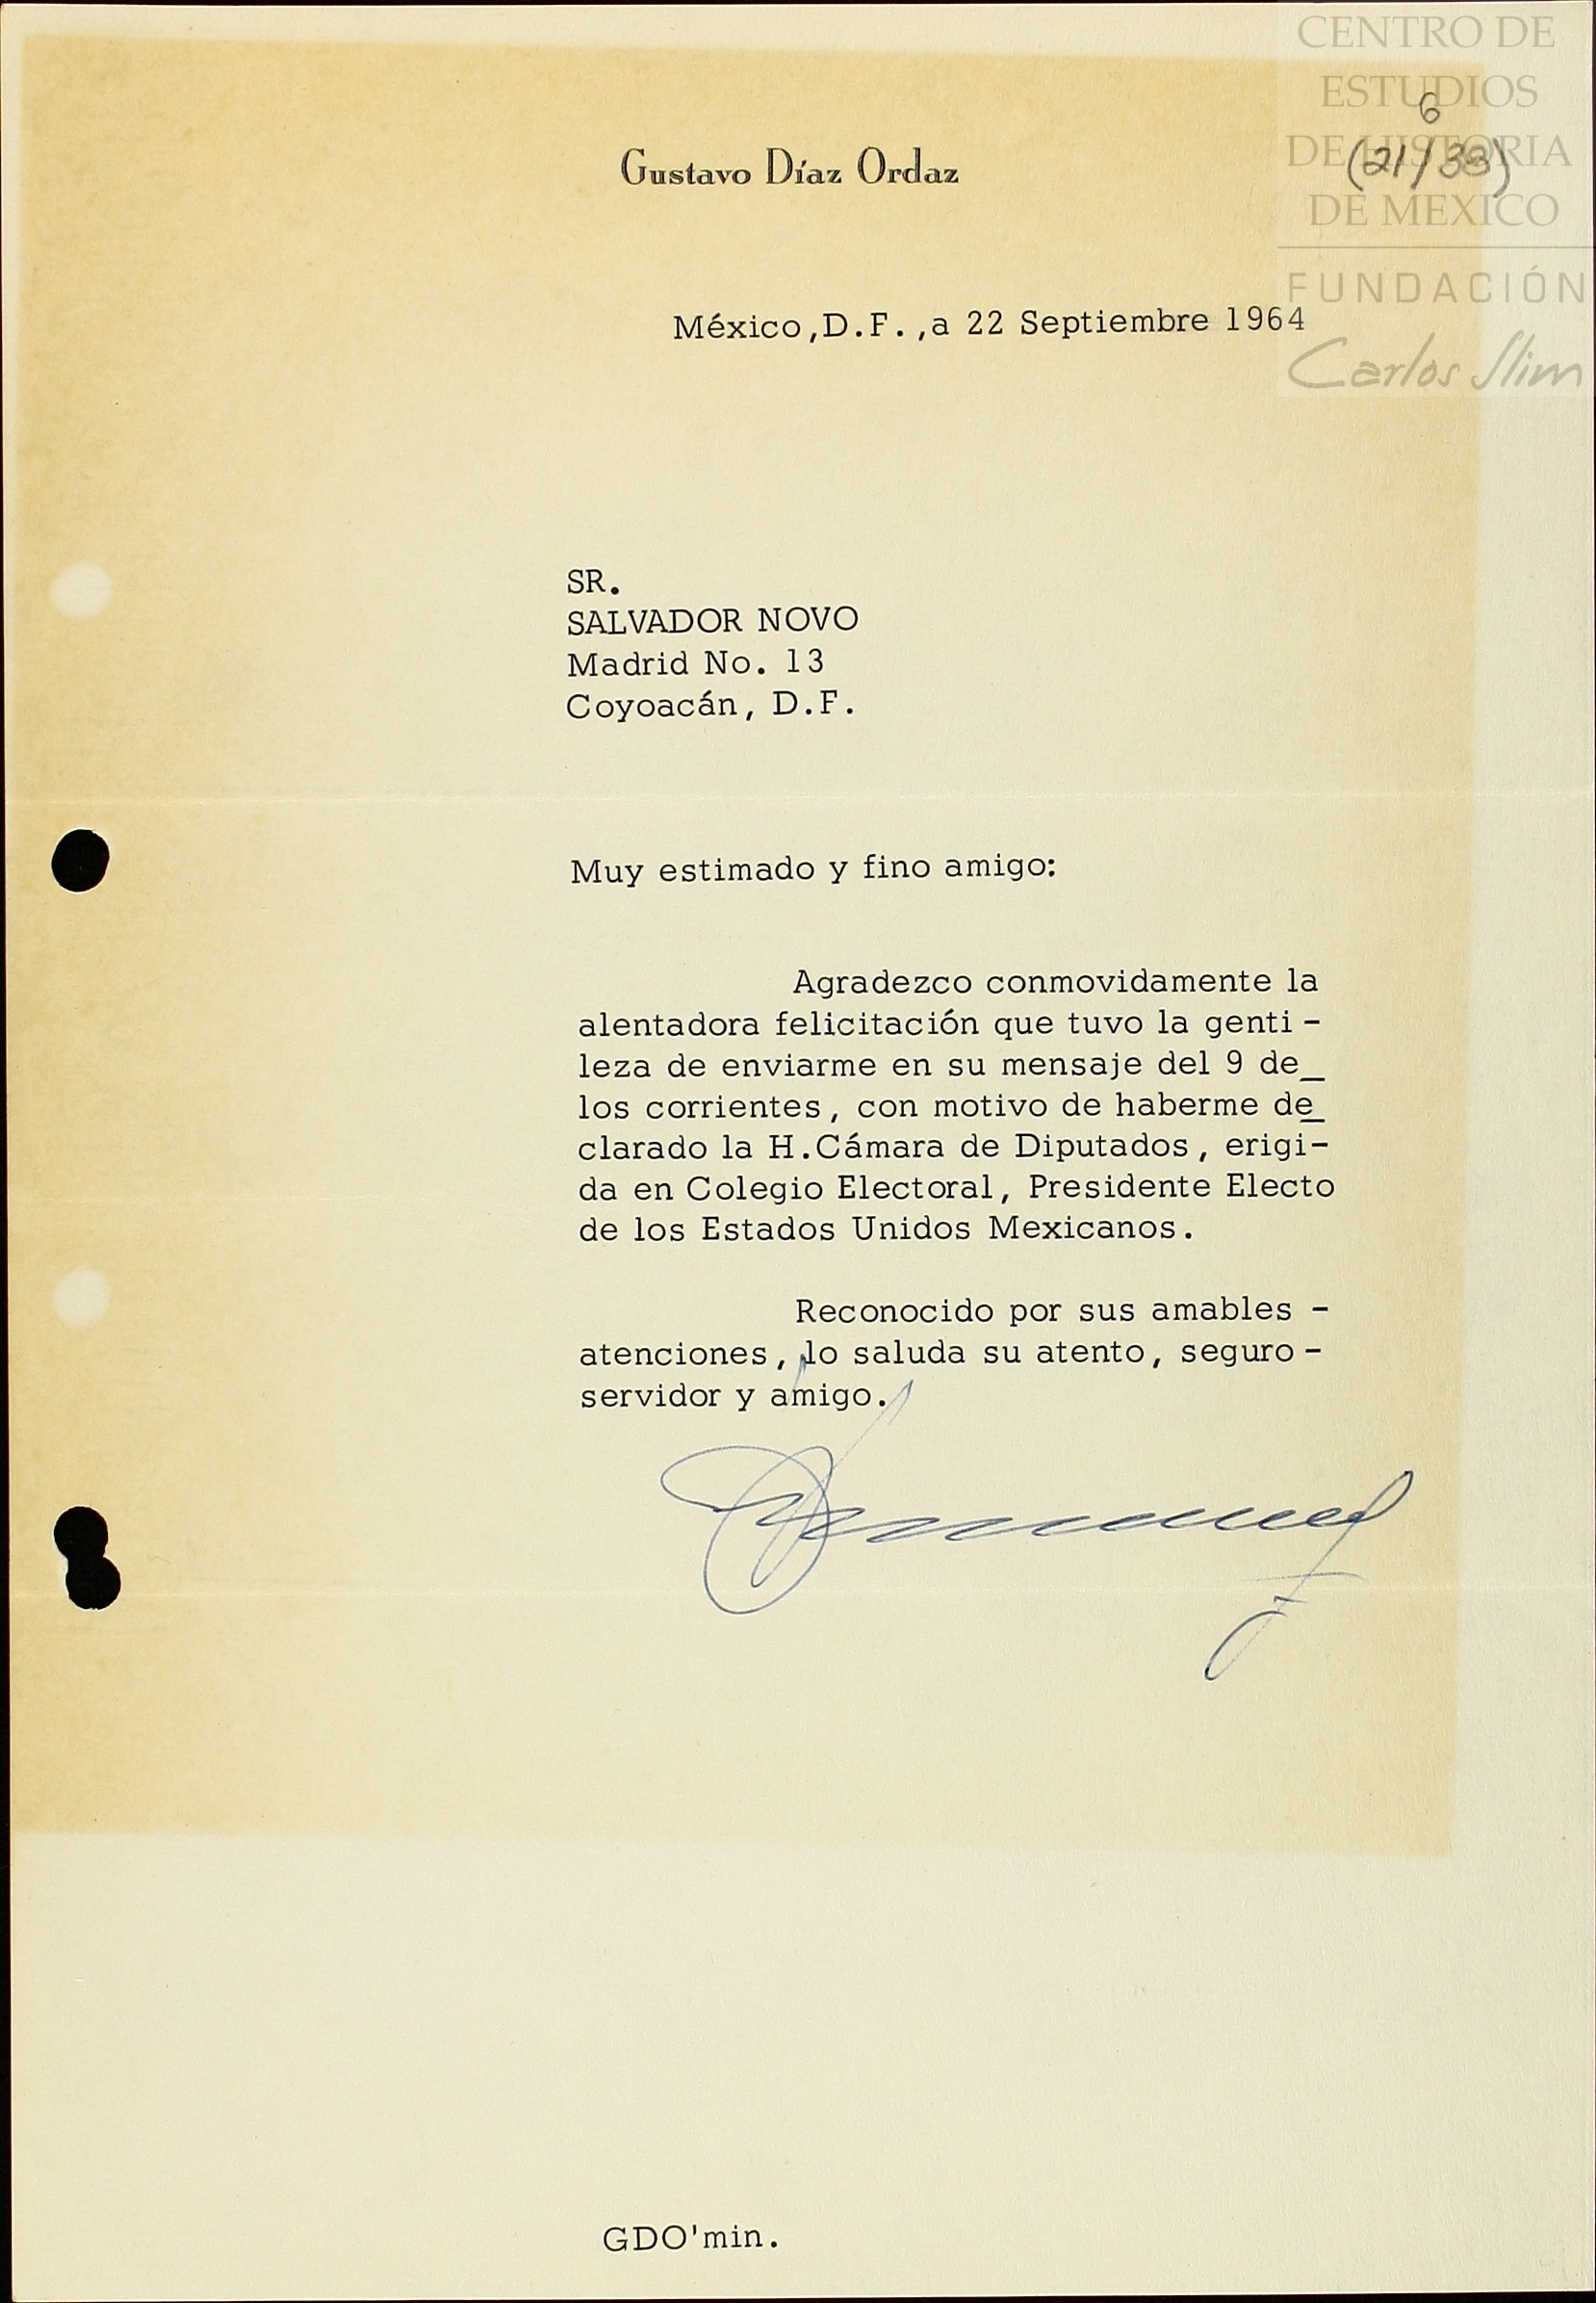 CENTRO DE
ESTUDIOS
DE HISTORIA
DE MEXICO
FUNDACIÓN
Carlos Slim
6
(21/33)
Gustavo Díaz Ordaz
México,D.F.,a 22 Septiembre 1964
SR.
SALVADOR NOVO
Madrid No. 13
Coyoacán, D.F.
Muy estimado y fino amigo:
Agradezco conmovidamente la
alentadora felicitación que tuvo la genti -
leza de enviarme en su mensaje del 9 de_
los corrientes, con motivo de haberme de_
clarado la H.Cámara de Diputados, erigi-
da en Colegio Electoral, Presidente Electo
de los Estados Unidos Mexicanos.
Reconocido por sus amables -
atenciones, lo saluda su atento, seguro -
servidor y amigo.
GDO'min.